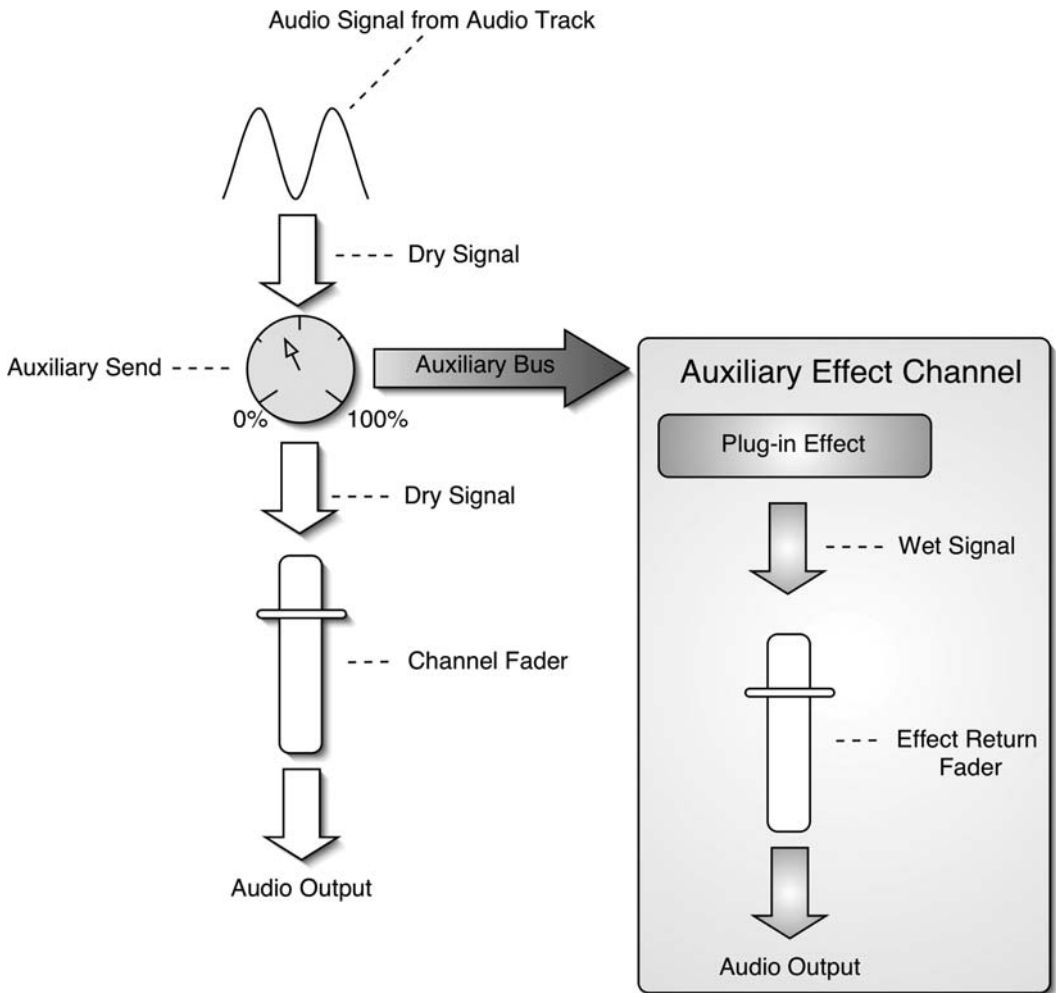 Audio Signal from Audio Track
Dry Signal
Auxiliary Send
0%
100%
Auxiliary Bus
Dry Signal
Channel Fader
Audio Output
Auxiliary Effect Channel
Plug-in Effect
Wet Signal
Effect Return
Fader
Audio Output